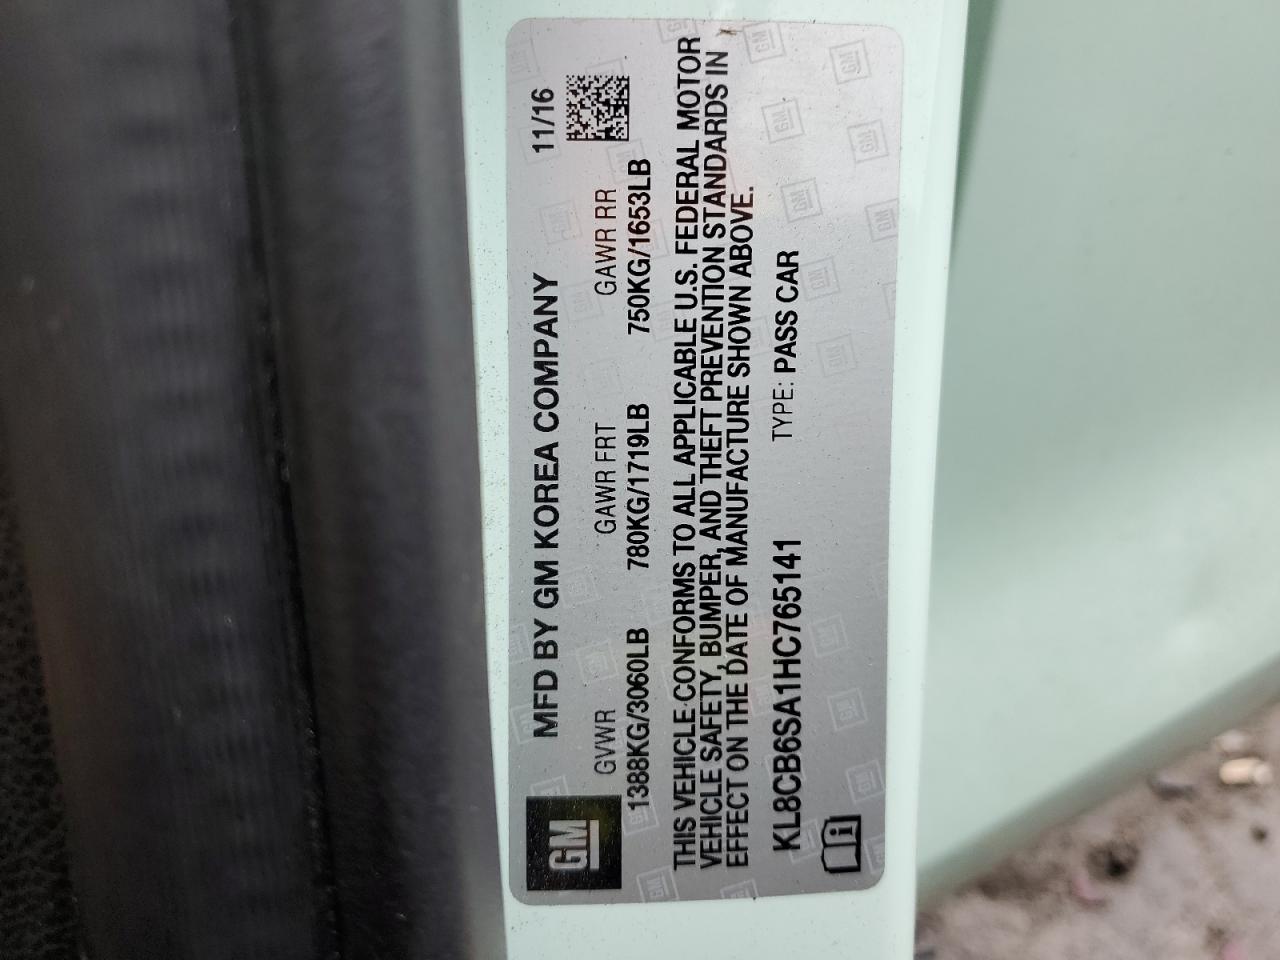 MFD BY GM KOREA COMPANY 11/16
GM
GVWR GAWR FRT GAWR RR
1388KG/3060LB 780KG/1719LB 750KG/1653LB
THIS VEHICLE CONFORMS TO ALL APPLICABLE U.S. FEDERAL MOTOR
VEHICLE SAFETY, BUMPER, AND THEFT PREVENTION STANDARDS IN
EFFECT ON THE DATE OF MANUFACTURE SHOWN ABOVE.
KL8CB6SA1HC765141 TYPE: PASS CAR